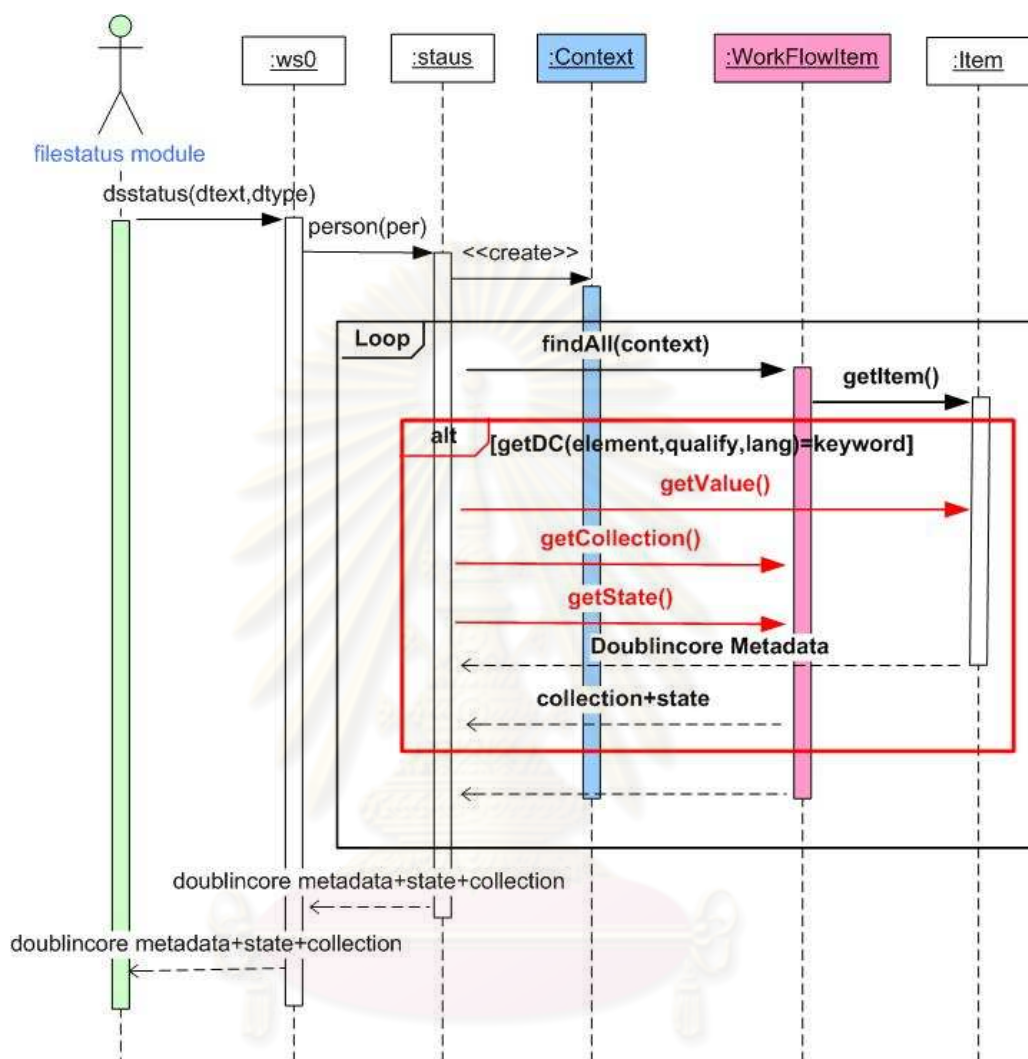 :ws0
:staus
:Context
:WorkFlowItem
:Item
filestatus module
dsstatus(dtext,dtype)
person(per)
<<create>>
Loop
findAll(context)
getItem()
alt
[getDC(element,qualify,lang)=keyword]
getValue()
getCollection()
getState()
Doublincore Metadata
collection+state
doublincore metadata+state+collection
doublincore metadata+state+collection